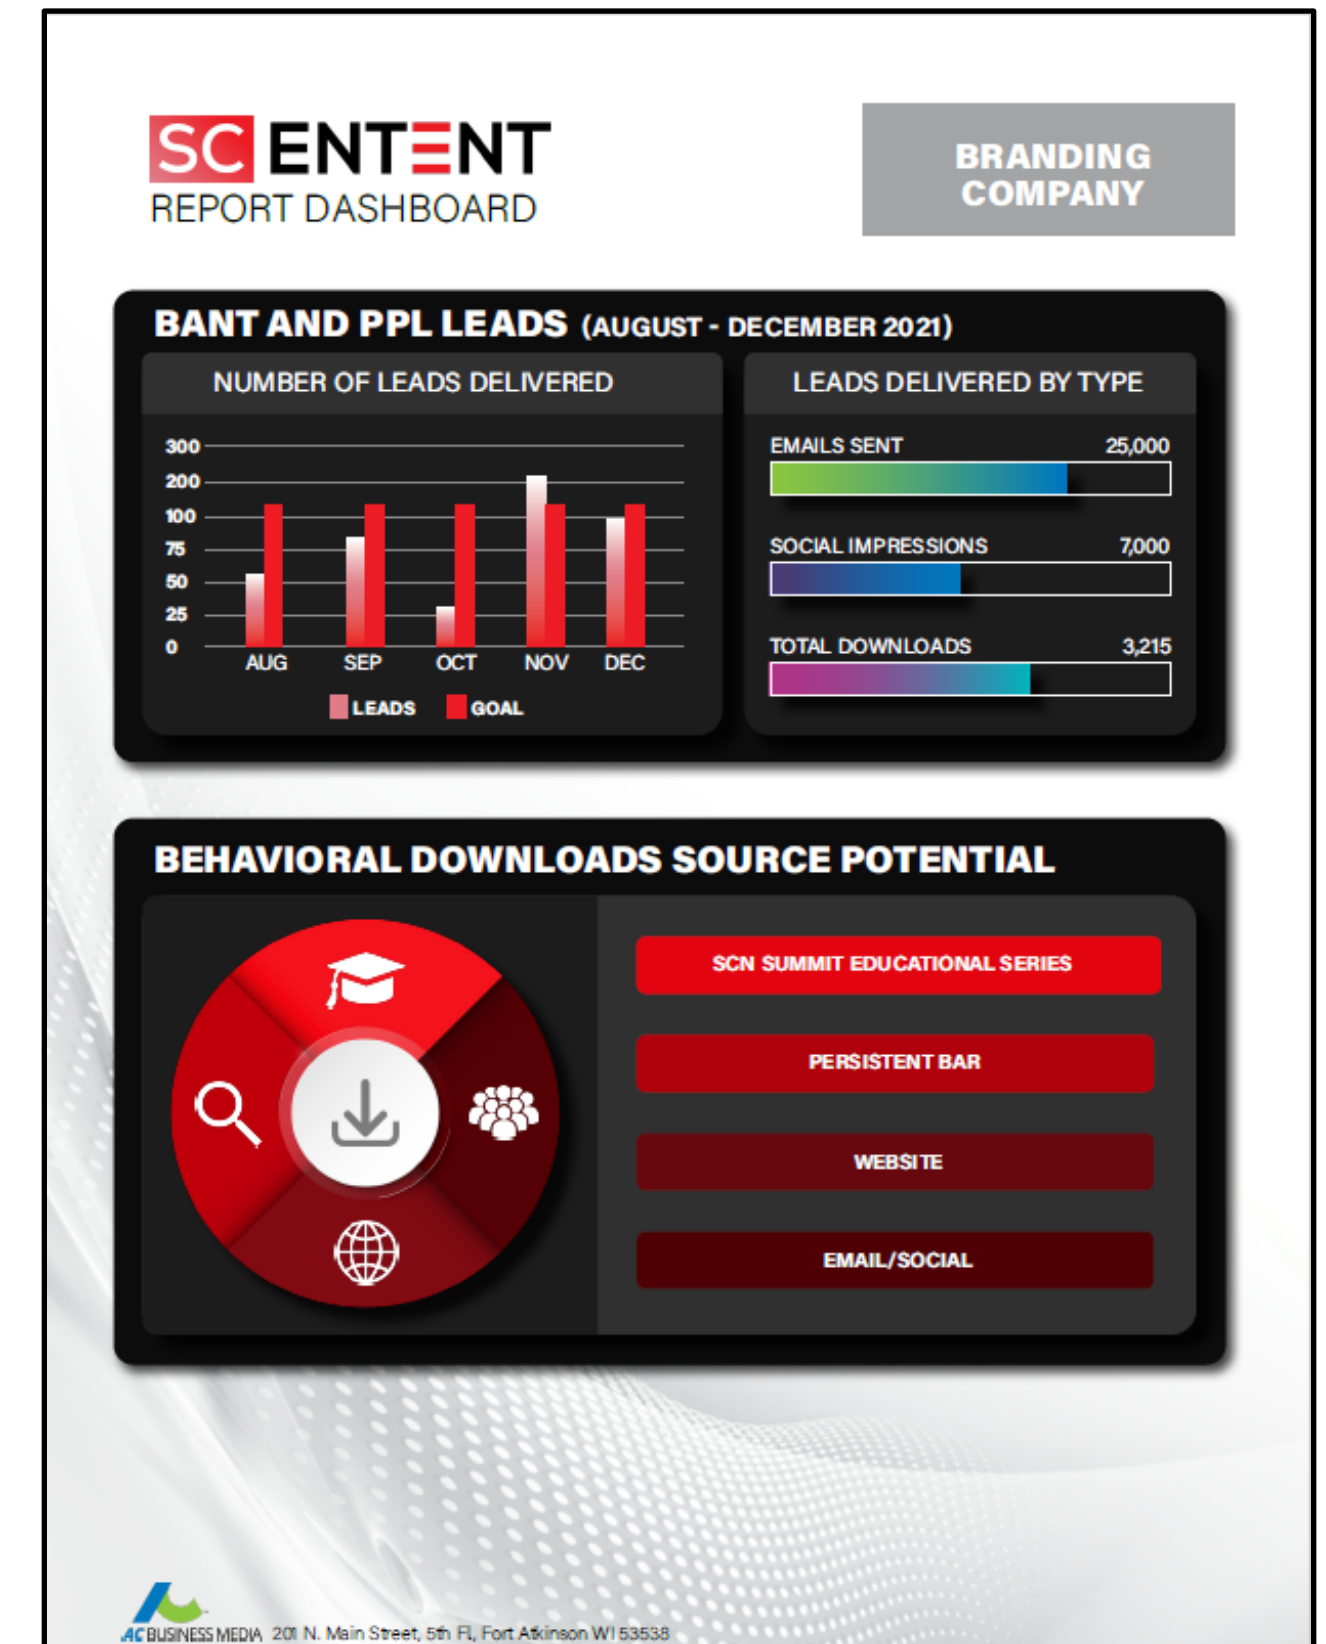 SC ENTENT
REPORT DASHBOARD
BRANDING
COMPANY
BANT AND PPL LEADS (AUGUST - DECEMBER 2021)
NUMBER OF LEADS DELIVERED
300
200
100
75
50
25
0
AUG SEP OCT NOV DEC
LEADS GOAL
LEADS DELIVERED BY TYPE
EMAILS SENT 25,000
SOCIAL IMPRESSIONS 7,000
TOTAL DOWNLOADS 3,215
BEHAVIORAL DOWNLOADS SOURCE POTENTIAL
SCN SUMMIT EDUCATIONAL SERIES
PERSISTENT BAR
WEBSITE
EMAIL/SOCIAL
AC BUSINESS MEDIA 201 N. Main Street, 5th Fl, Fort Atkinson WI 53538